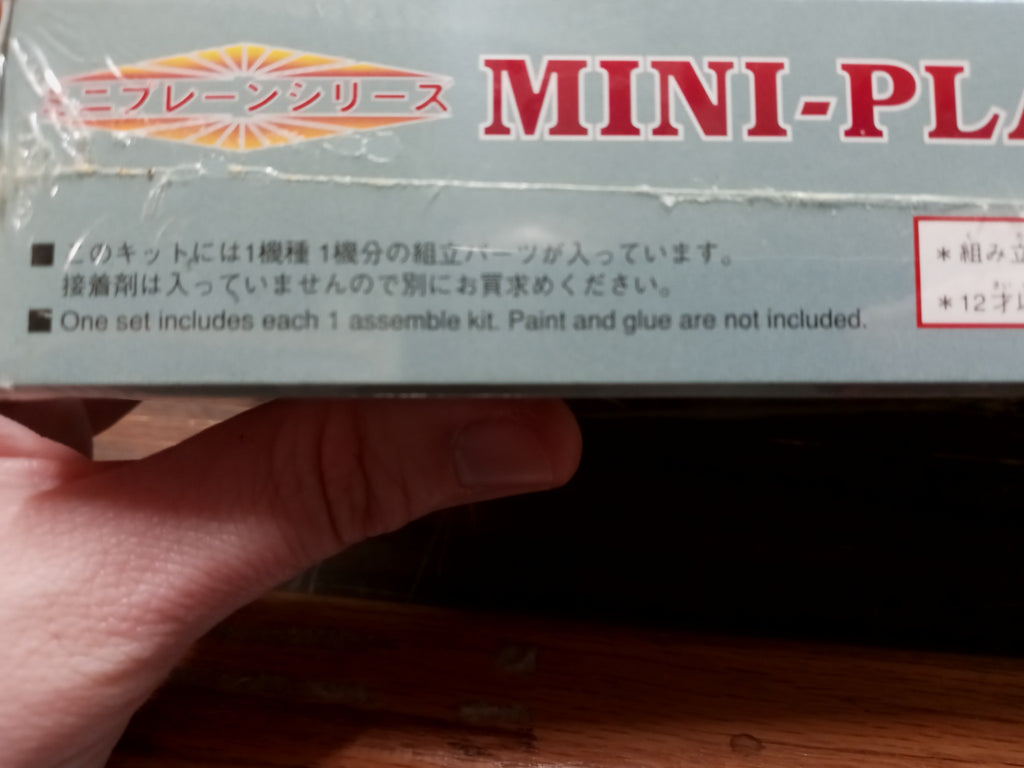 ミニプレーンシリーズ
MINI-PLA
■ このキットには1機種 1機分の組立パーツが入っています。
接着剤は入っていませんので別にお買求めください。
■ One set includes each 1 assemble kit. Paint and glue are not included.
＊組み立
＊12才以